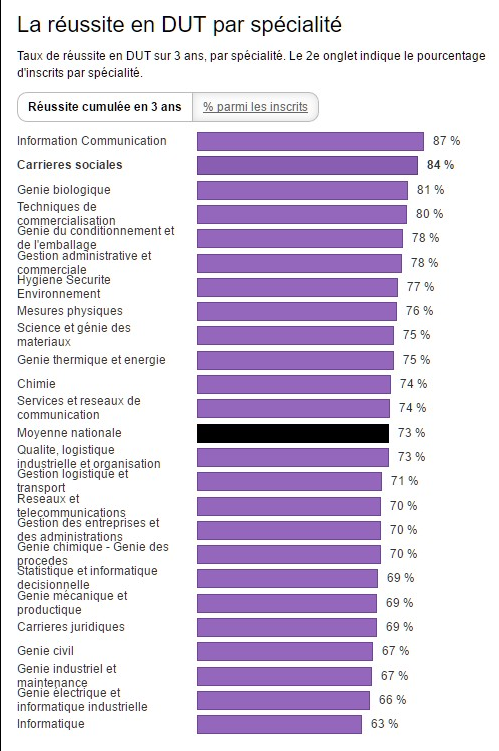 La réussite en DUT par spécialité
Taux de réussite en DUT sur 3 ans, par spécialité. Le 2e onglet indique le pourcentage
d'inscrits par spécialité.
Réussite cumulée en 3 ans % parmi les inscrits
Information Communication 87 %
Carrieres sociales 84 %
Genie biologique 81 %
Techniques de
commercialisation 80 %
Genie du conditionnement et
de l'emballage 78 %
Gestion administrative et
commerciale 78 %
Hygiene Securite
Environnement 77 %
Mesures physiques 76 %
Science et génie des
materiaux 75 %
Genie thermique et energie 75 %
Chimie 74 %
Services et reseaux de
communication 74 %
Moyenne nationale 73 %
Qualite, logistique
industrielle et organisation 73 %
Gestion logistique et
transport 71 %
Reseaux et
telecommunications 70 %
Gestion des entreprises et
des administrations 70 %
Genie chimique - Genie des
procedes 70 %
Statistique et informatique
decisionnelle 69 %
Genie mécanique et
productique 69 %
Carrieres juridiques 69 %
Genie civil 67 %
Genie industriel et
maintenance 67 %
Genie électrique et
informatique industrielle 66 %
Informatique 63 %